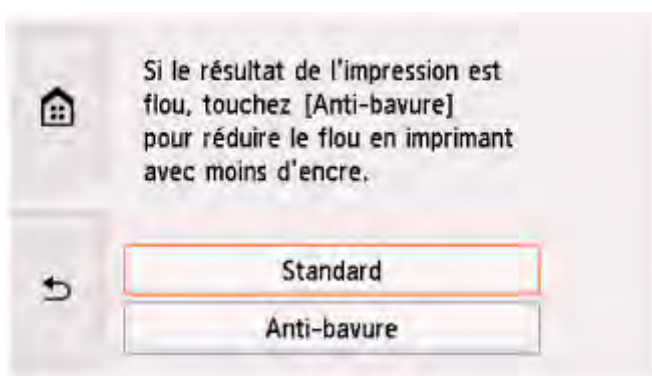 Si le résultat de l'impression est
flou, touchez [Anti-bavure]
pour réduire le flou en imprimant
avec moins d'encre.
Standard
Anti-bavure